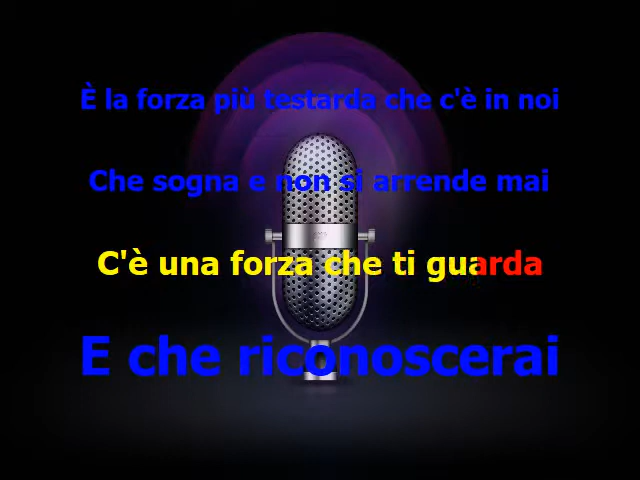 È la forza più testarda che c'è in noi
Che sogna e non si arrende mai
C'è una forza che ti guarda
E che riconoscerai